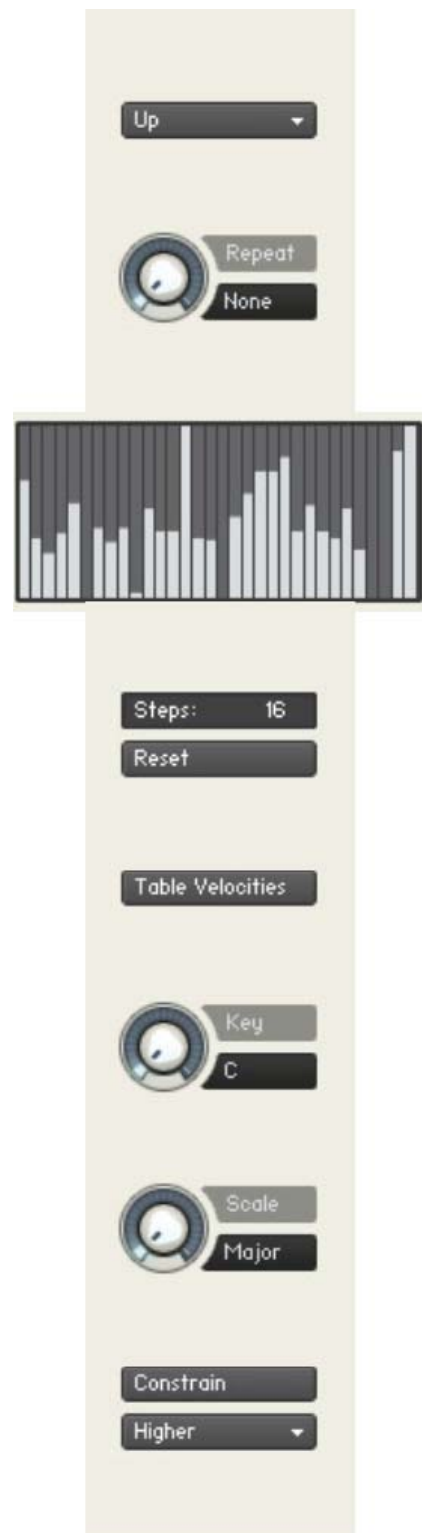 Up
Repeat
None
Steps: 16
Reset
Table Velocities
Key
C
Scale
Major
Constrain
Higher